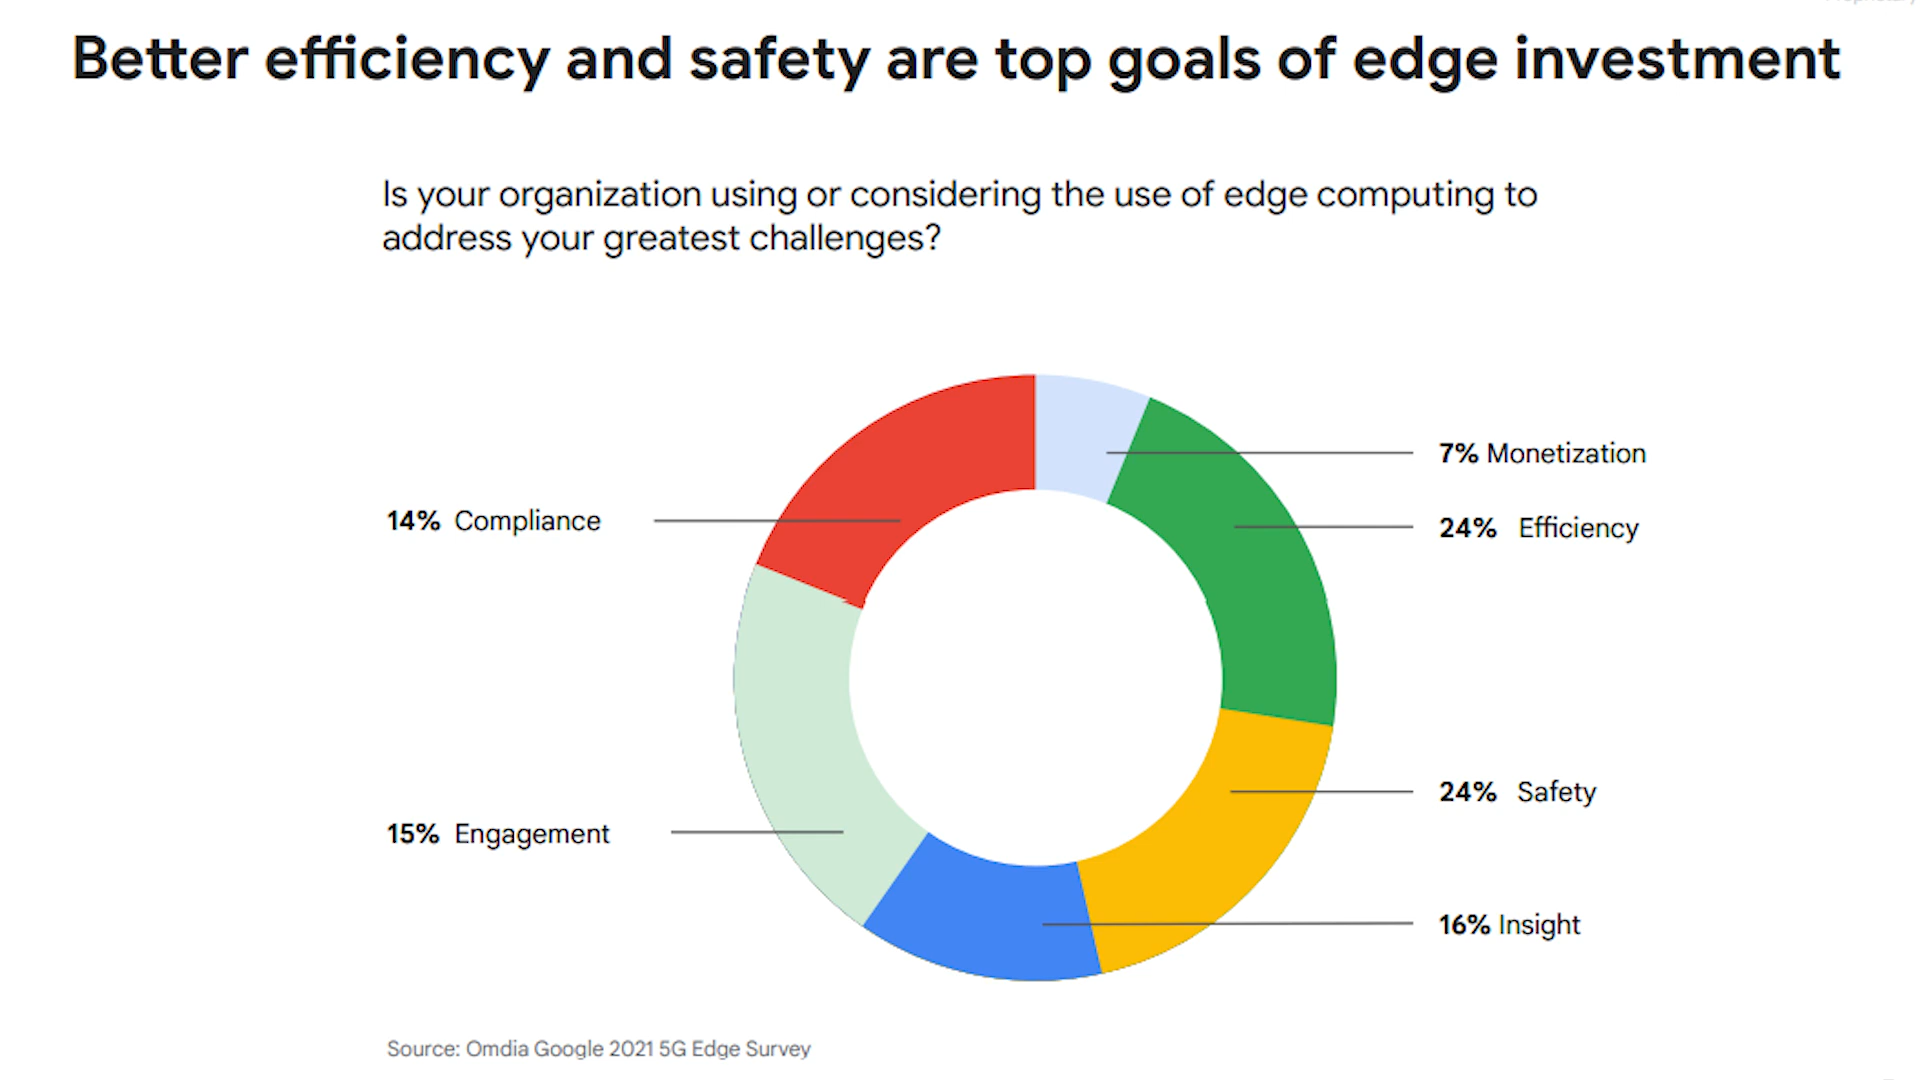 Better efficiency and safety are top goals of edge investment
Is your organization using or considering the use of edge computing to
address your greatest challenges?
7% Monetization
14% Compliance
24% Efficiency
24% Safety
15% Engagement
16% Insight
Source: Omdia Google 2021 5G Edge Survey